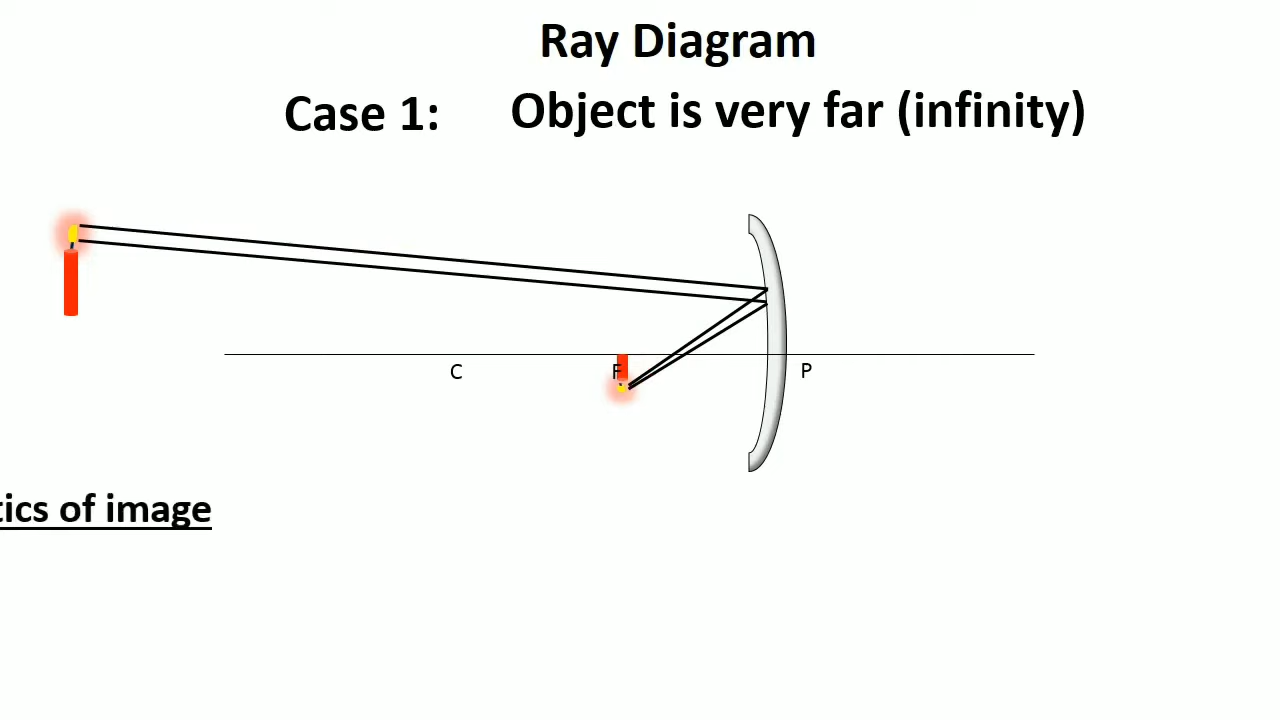 Ray Diagram
Case 1: Object is very far (infinity)
C F P
tics of image